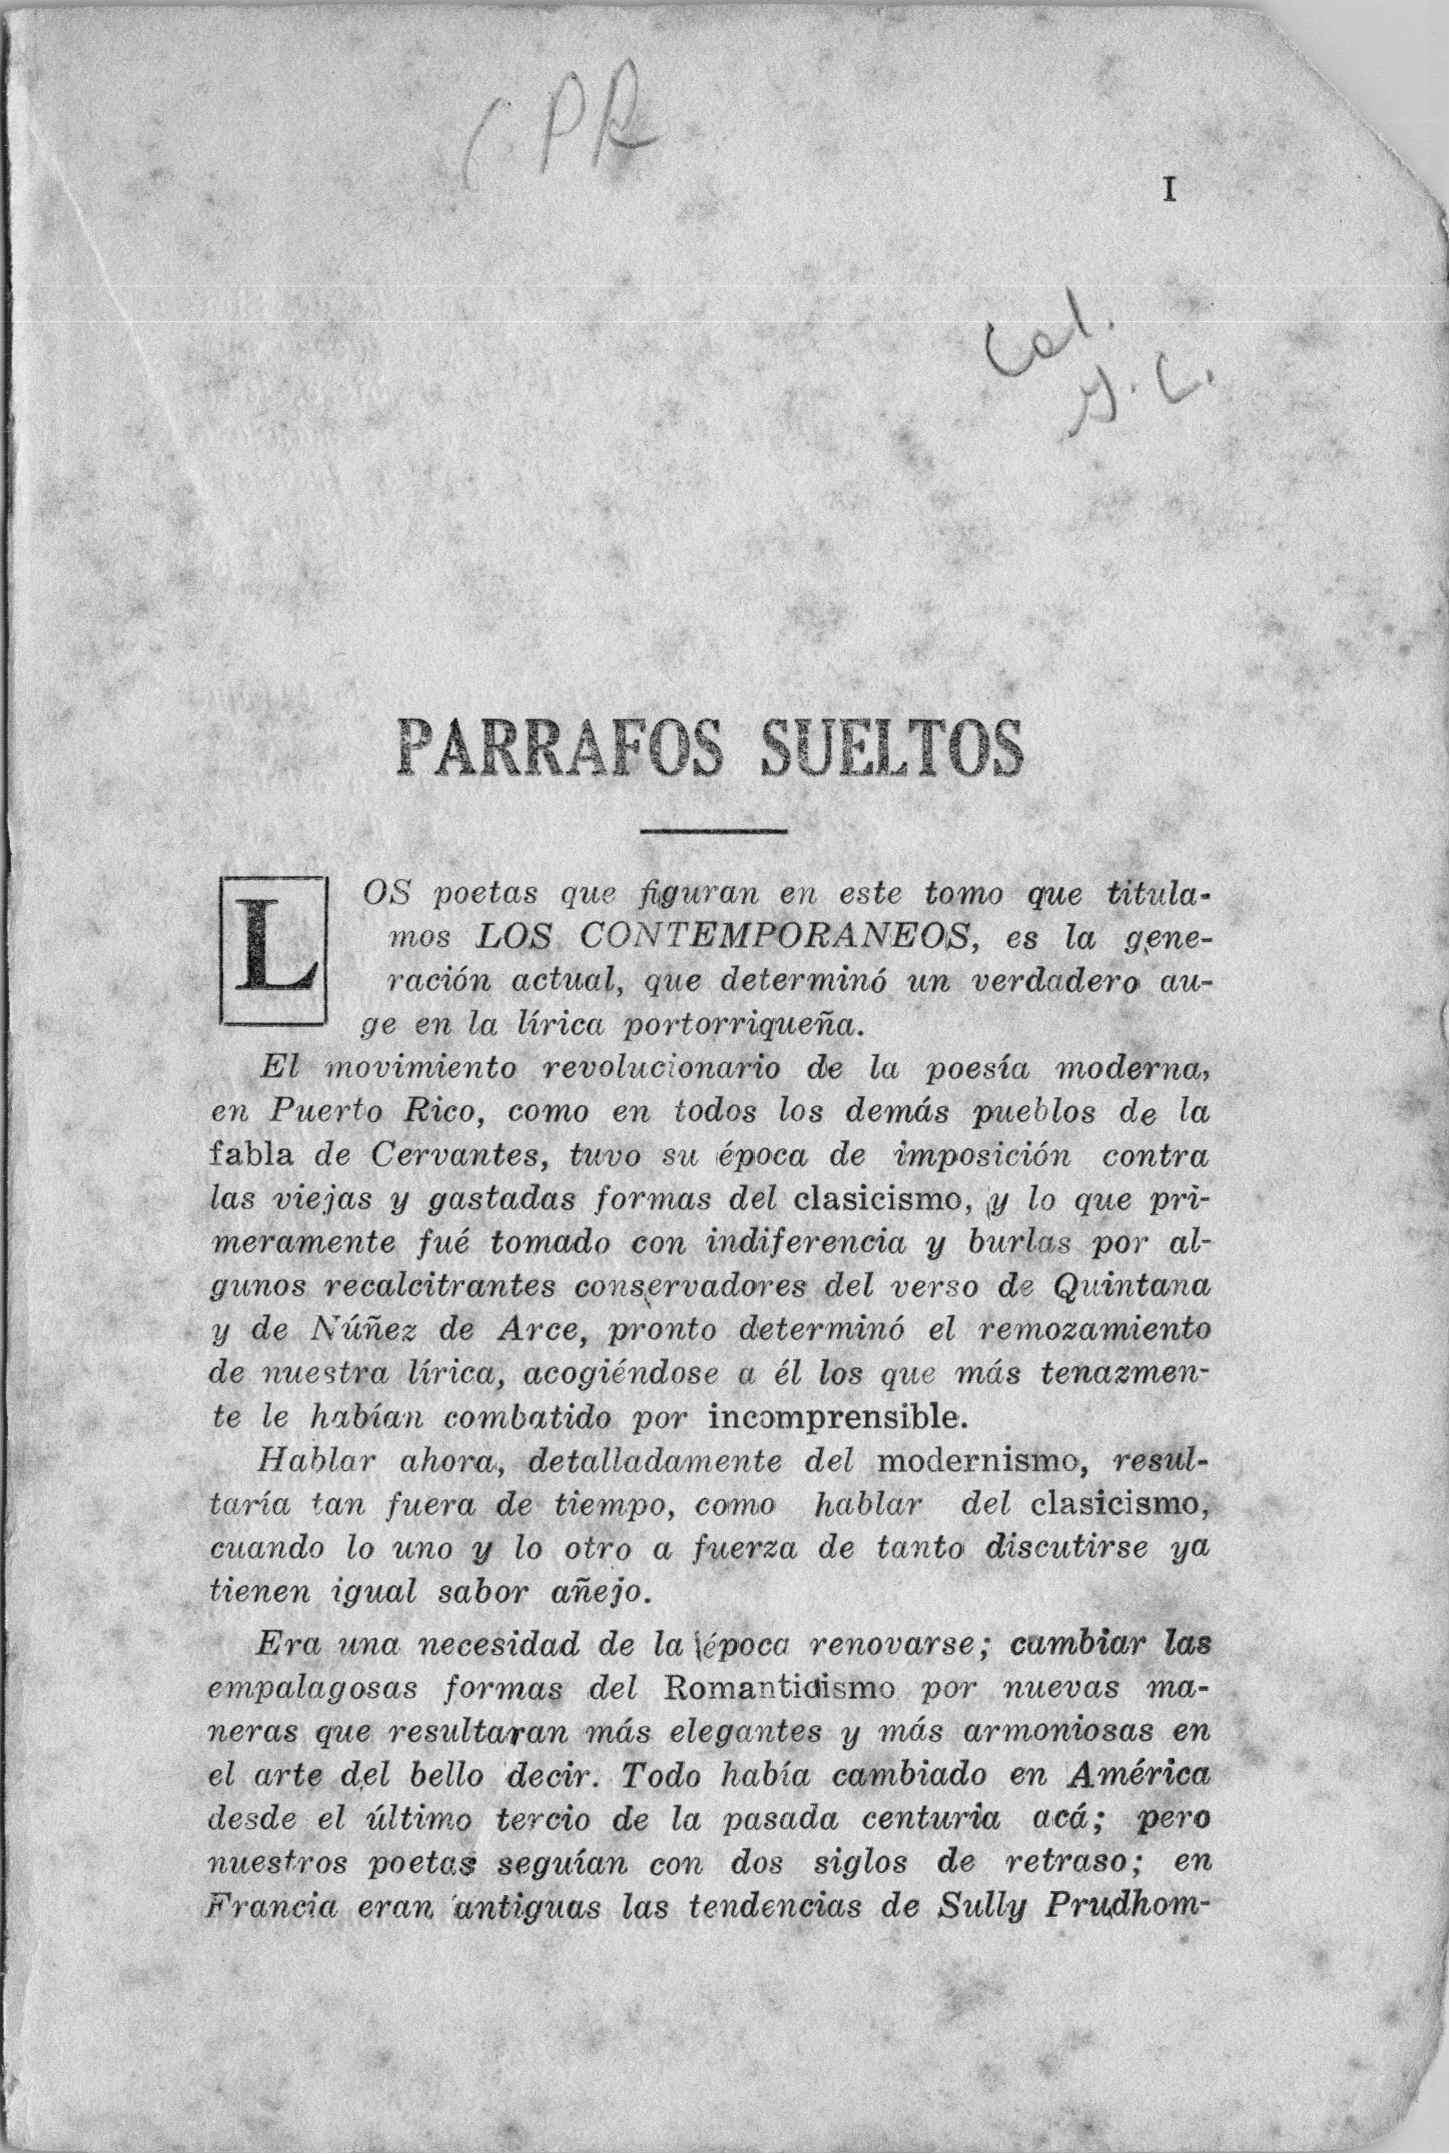 ( PR
I
Col.
G. L.
PARRAFOS SUELTOS
LOS poetas que figuran en este tomo que titula-
mos LOS CONTEMPORANEOS, es la gene-
ración actual, que determinó un verdadero au-
ge en la lírica portorriqueña.
El movimiento revolucionario de la poesía moderna,
en Puerto Rico, como en todos los demás pueblos de la
fabla de Cervantes, tuvo su época de imposición contra
las viejas y gastadas formas del clasicismo, y lo que pri-
meramente fué tomado con indiferencia y burlas por al-
gunos recalcitrantes conservadores del verso de Quintana
y de Núñez de Arce, pronto determinó el remozamiento
de nuestra lírica, acogiéndose a él los que más tenazmen-
te le habían combatido por incomprensible.
Hablar ahora, detalladamente del modernismo, resul-
taría tan fuera de tiempo, como hablar del clasicismo,
cuando lo uno y lo otro a fuerza de tanto discutirse ya
tienen igual sabor añejo.
Era una necesidad de la época renovarse; cambiar las
empalagosas formas del Romanticismo por nuevas ma-
neras que resultaran más elegantes y más armoniosas en
el arte del bello decir. Todo había cambiado en América
desde el último tercio de la pasada centuria acá; pero
nuestros poetas seguían con dos siglos de retraso; en
Francia eran antiguas las tendencias de Sully Prudhom-